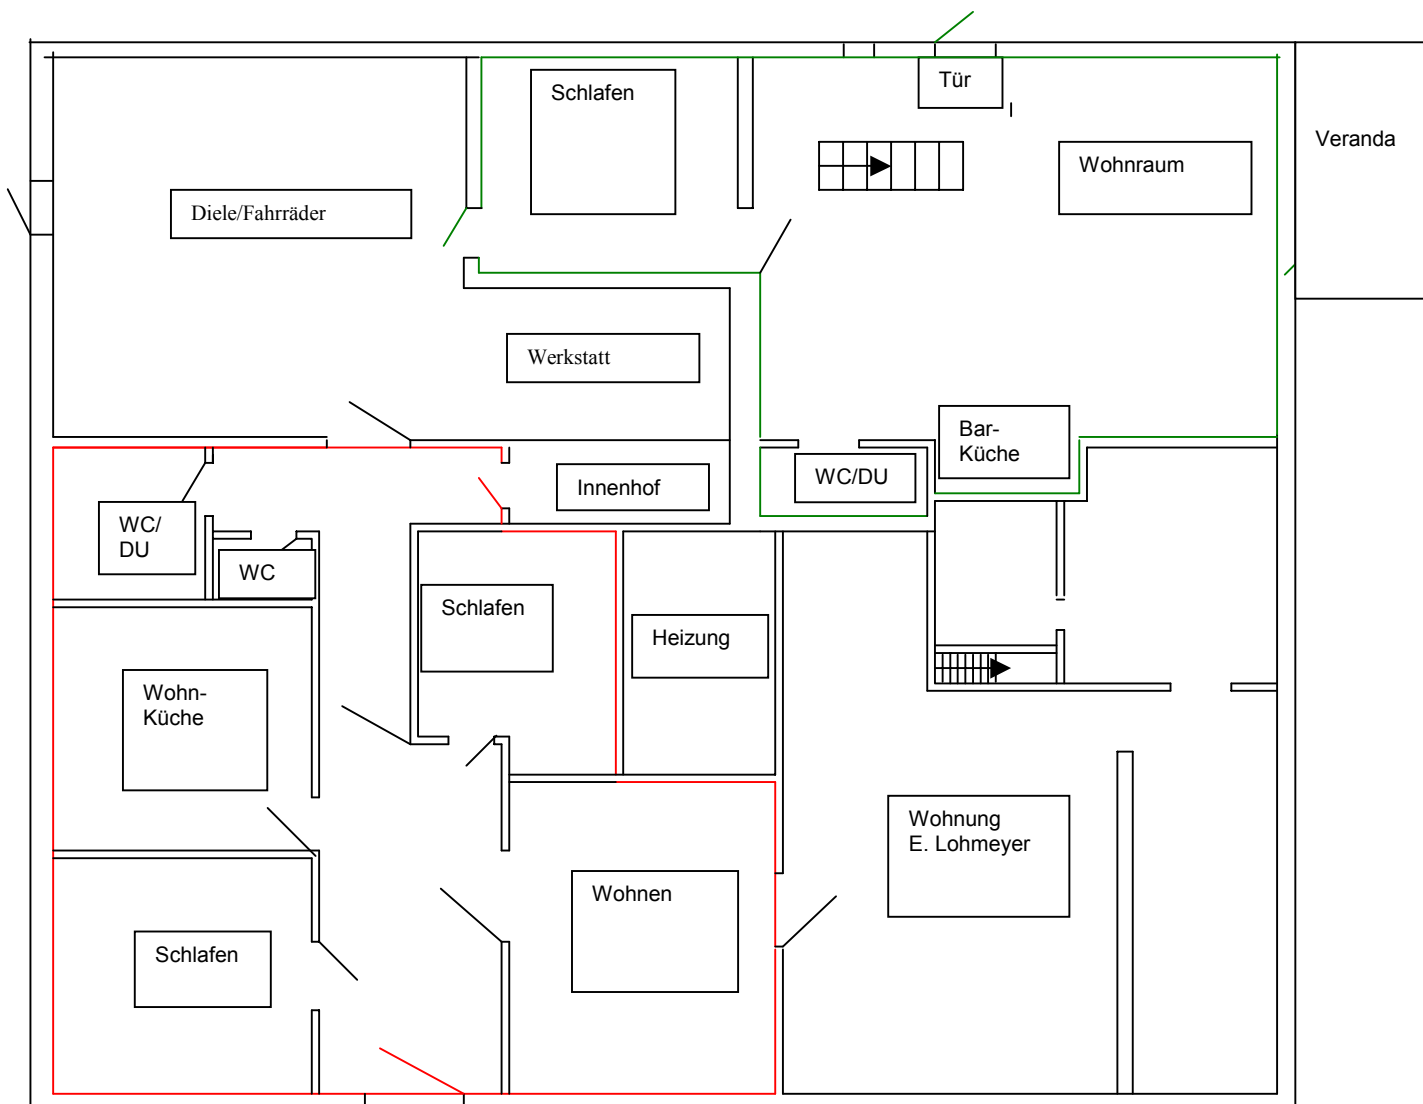 Schlafen
Tür
Veranda
Wohnraum
Diele/Fahrräder
Werkstatt
Bar-
Küche
WC/DU
Innenhof
WC/
DU
WC
Schlafen
Heizung
Wohn-
Küche
Wohnung
E. Lohmeyer
Wohnen
Schlafen